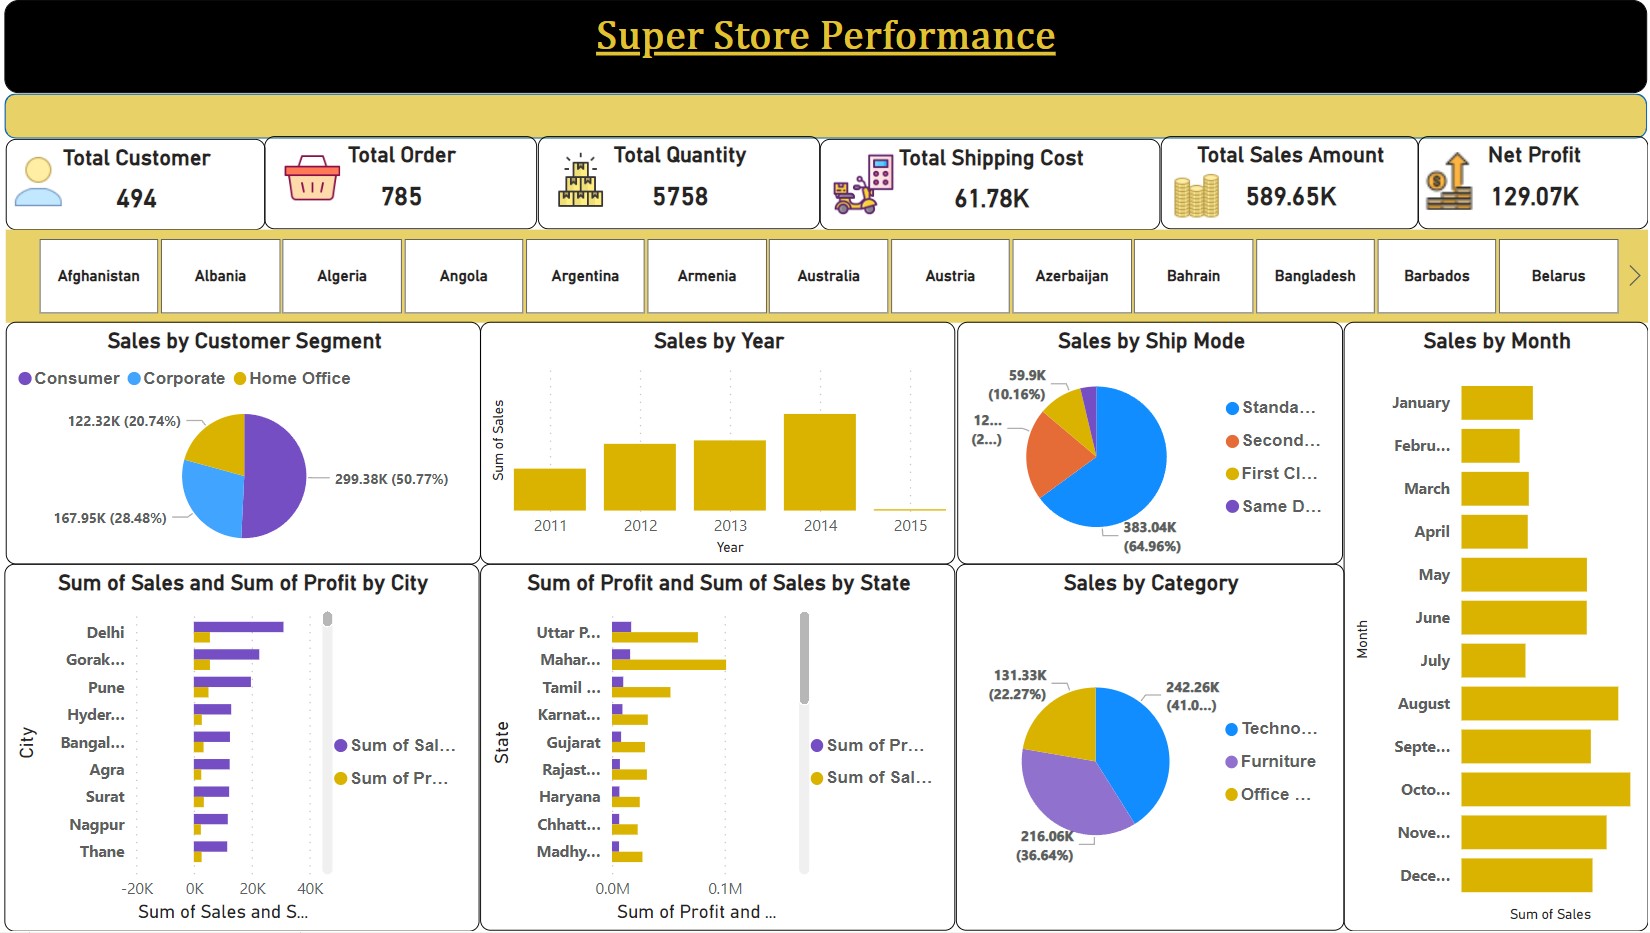 Super Store Performance
Total Customer
494
Total Order
785
Total Quantity
5758
Total Shipping Cost
61.78K
Total Sales Amount
589.65K
Net Profit
129.07K
Afghanistan
Albania
Algeria
Angola
Argentina
Armenia
Australia
Austria
Azerbaijan
Bahrain
Bangladesh
Barbados
Belarus
Sales by Customer Segment
Consumer
Corporate
Home Office
122.32K (20.74%)
299.38K (50.77%)
167.95K (28.48%)
Sales by Year
Sum of Sales
2011
2012
2013
2014
2015
Year
Sales by Ship Mode
59.9K
(10.16%)
12...
(2...)
383.04K
(64.96%)
Standa...
Second...
First Cl...
Same D...
Sales by Month
Month
January
Febru...
March
April
May
June
July
August
Septe...
Octo...
Nove...
Dece...
Sum of Sales
Sum of Sales and Sum of Profit by City
City
Delhi
Gorak...
Pune
Hyder...
Bangal...
Agra
Surat
Nagpur
Thane
-20K
0K
20K
40K
Sum of Sales and S...
Sum of Sal...
Sum of Pr...
Sum of Profit and Sum of Sales by State
State
Uttar P...
Mahar...
Tamil ...
Karnat...
Gujarat
Rajast...
Haryana
Chhatt...
Madhy...
0.0M
0.1M
Sum of Profit and ...
Sum of Pr...
Sum of Sal...
Sales by Category
131.33K
(22.27%)
242.26K
(41.0...)
216.06K
(36.64%)
Techno...
Furniture
Office ...